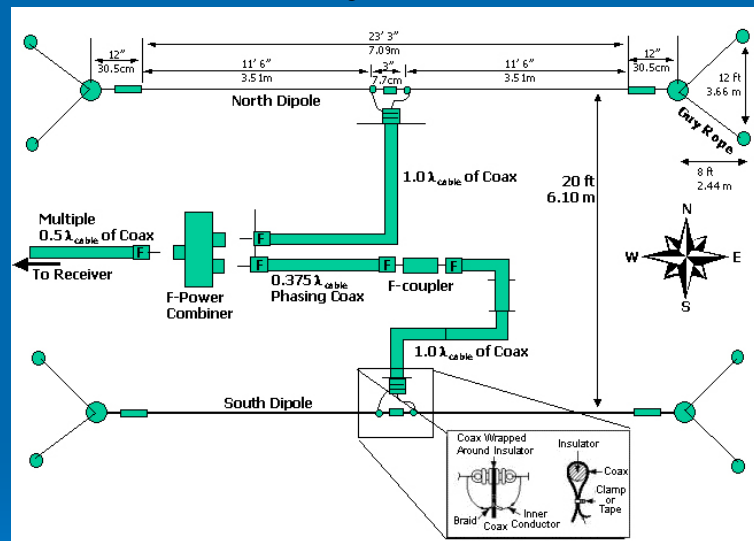 23' 3"
7.09m
12"
30.5cm
11' 6"
3.51m
3"
7.7cm
11' 6"
3.51m
12"
30.5cm
North Dipole
12 ft
3.66 m
Guy Rope
8 ft
2.44 m
1.0λcable of Coax
20 ft
6.10 m
Multiple
0.5λcable of Coax
F
F
To Receiver
F-Power
Combiner
F
F
F
0.375λcable
Phasing Coax
F-coupler
N
W
E
S
1.0λcable of Coax
South Dipole
Coax Wrapped
Around Insulator
Braid
Coax
Inner
Conductor
Insulator
Coax
Clamp
or
Tape